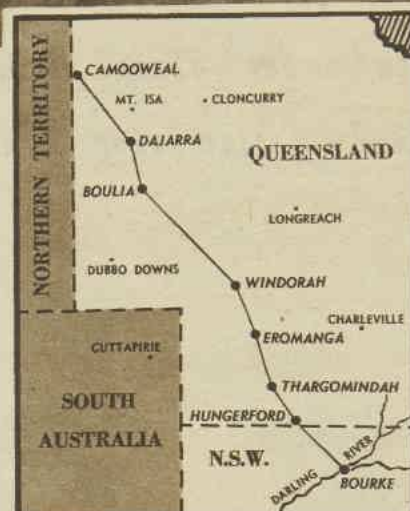 CAMOOWEAL
MT. ISA
CLONCURRY
NORTHERN TERRITORY
DAJARRA
QUEENSLAND
BOULIA
LONGREACH
DUBBO DOWNS
WINDORAH
CHARLEVILLE
EROMANGA
CUTTAPIRIE
THARGOMINDAH
SOUTH
AUSTRALIA
HUNGERFORD
N.S.W.
DARLING RIVER
BOURKE